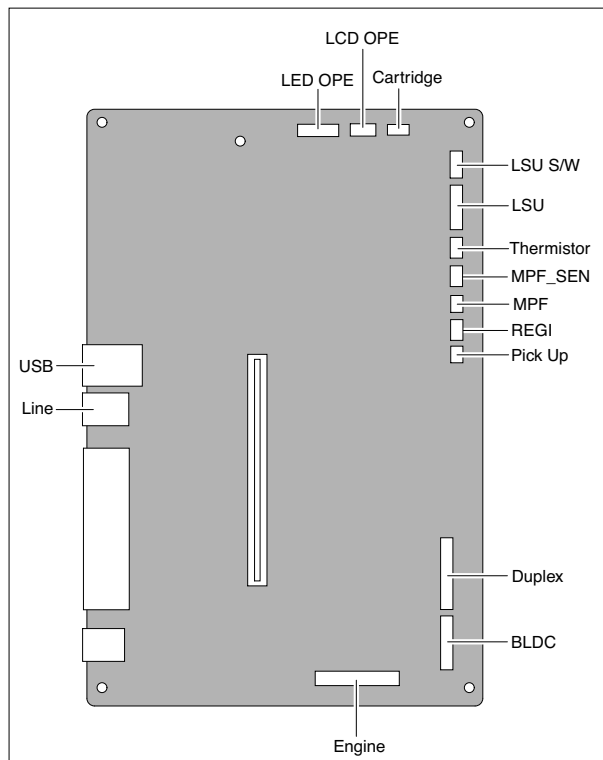 LCD OPE
LED OPE
Cartridge
LSU S/W
LSU
Thermistor
MPF_SEN
MPF
REGI
Pick Up
USB
Line
Duplex
BLDC
Engine